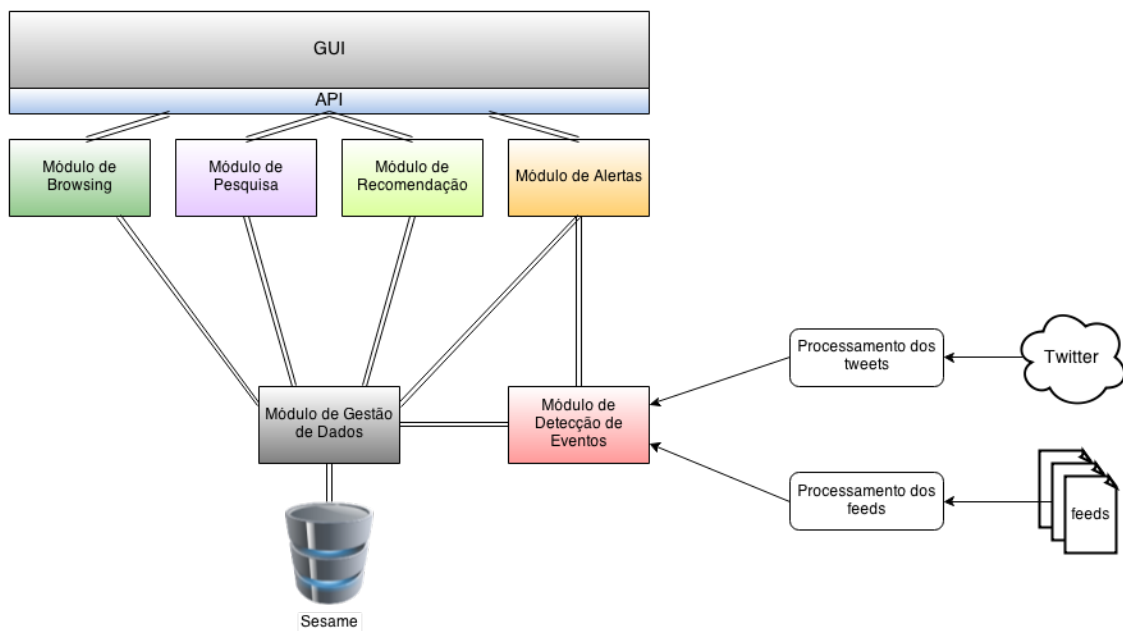 GUI
API
Módulo de
Browsing
Módulo de
Pesquisa
Módulo de
Recomendação
Módulo de Alertas
Processamento dos
tweets
Twitter
Módulo de Gestão
de Dados
Módulo de
Detecção de
Eventos
Processamento dos
feeds
feeds
Sesame